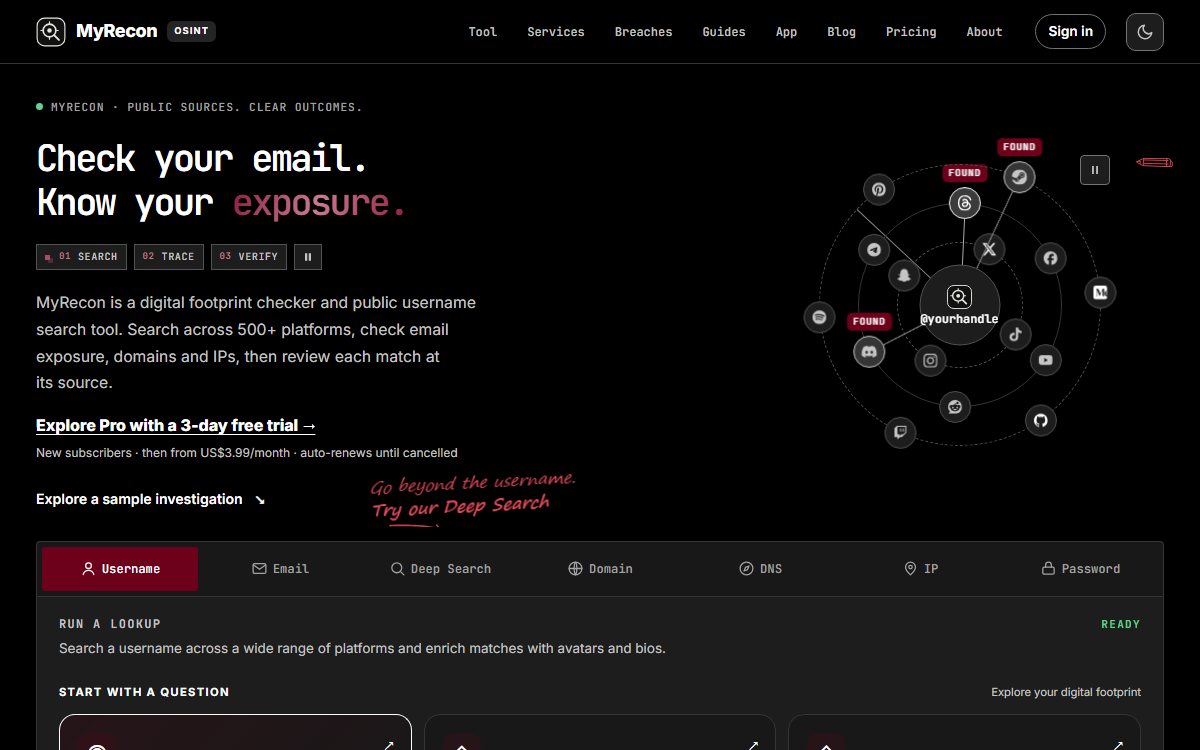 MyRecon OSINT Tool Services Breaches Guides App Blog Pricing About Sign in
MYRECON · PUBLIC SOURCES. CLEAR OUTCOMES.
Check your email.
Know your exposure.
01 SEARCH 02 TRACE 03 VERIFY
MyRecon is a digital footprint checker and public username
search tool. Search across 500+ platforms, check email
exposure, domains and IPs, then review each match at
its source.
Explore Pro with a 3-day free trial →
New subscribers · then from US$3.99/month · auto-renews until cancelled
Explore a sample investigation ↘
Go beyond the username.
Try our Deep Search
FOUND
FOUND
@yourhandle
FOUND
Username Email Deep Search Domain DNS IP Password
RUN A LOOKUP READY
Search a username across a wide range of platforms and enrich matches with avatars and bios.
START WITH A QUESTION Explore your digital footprint